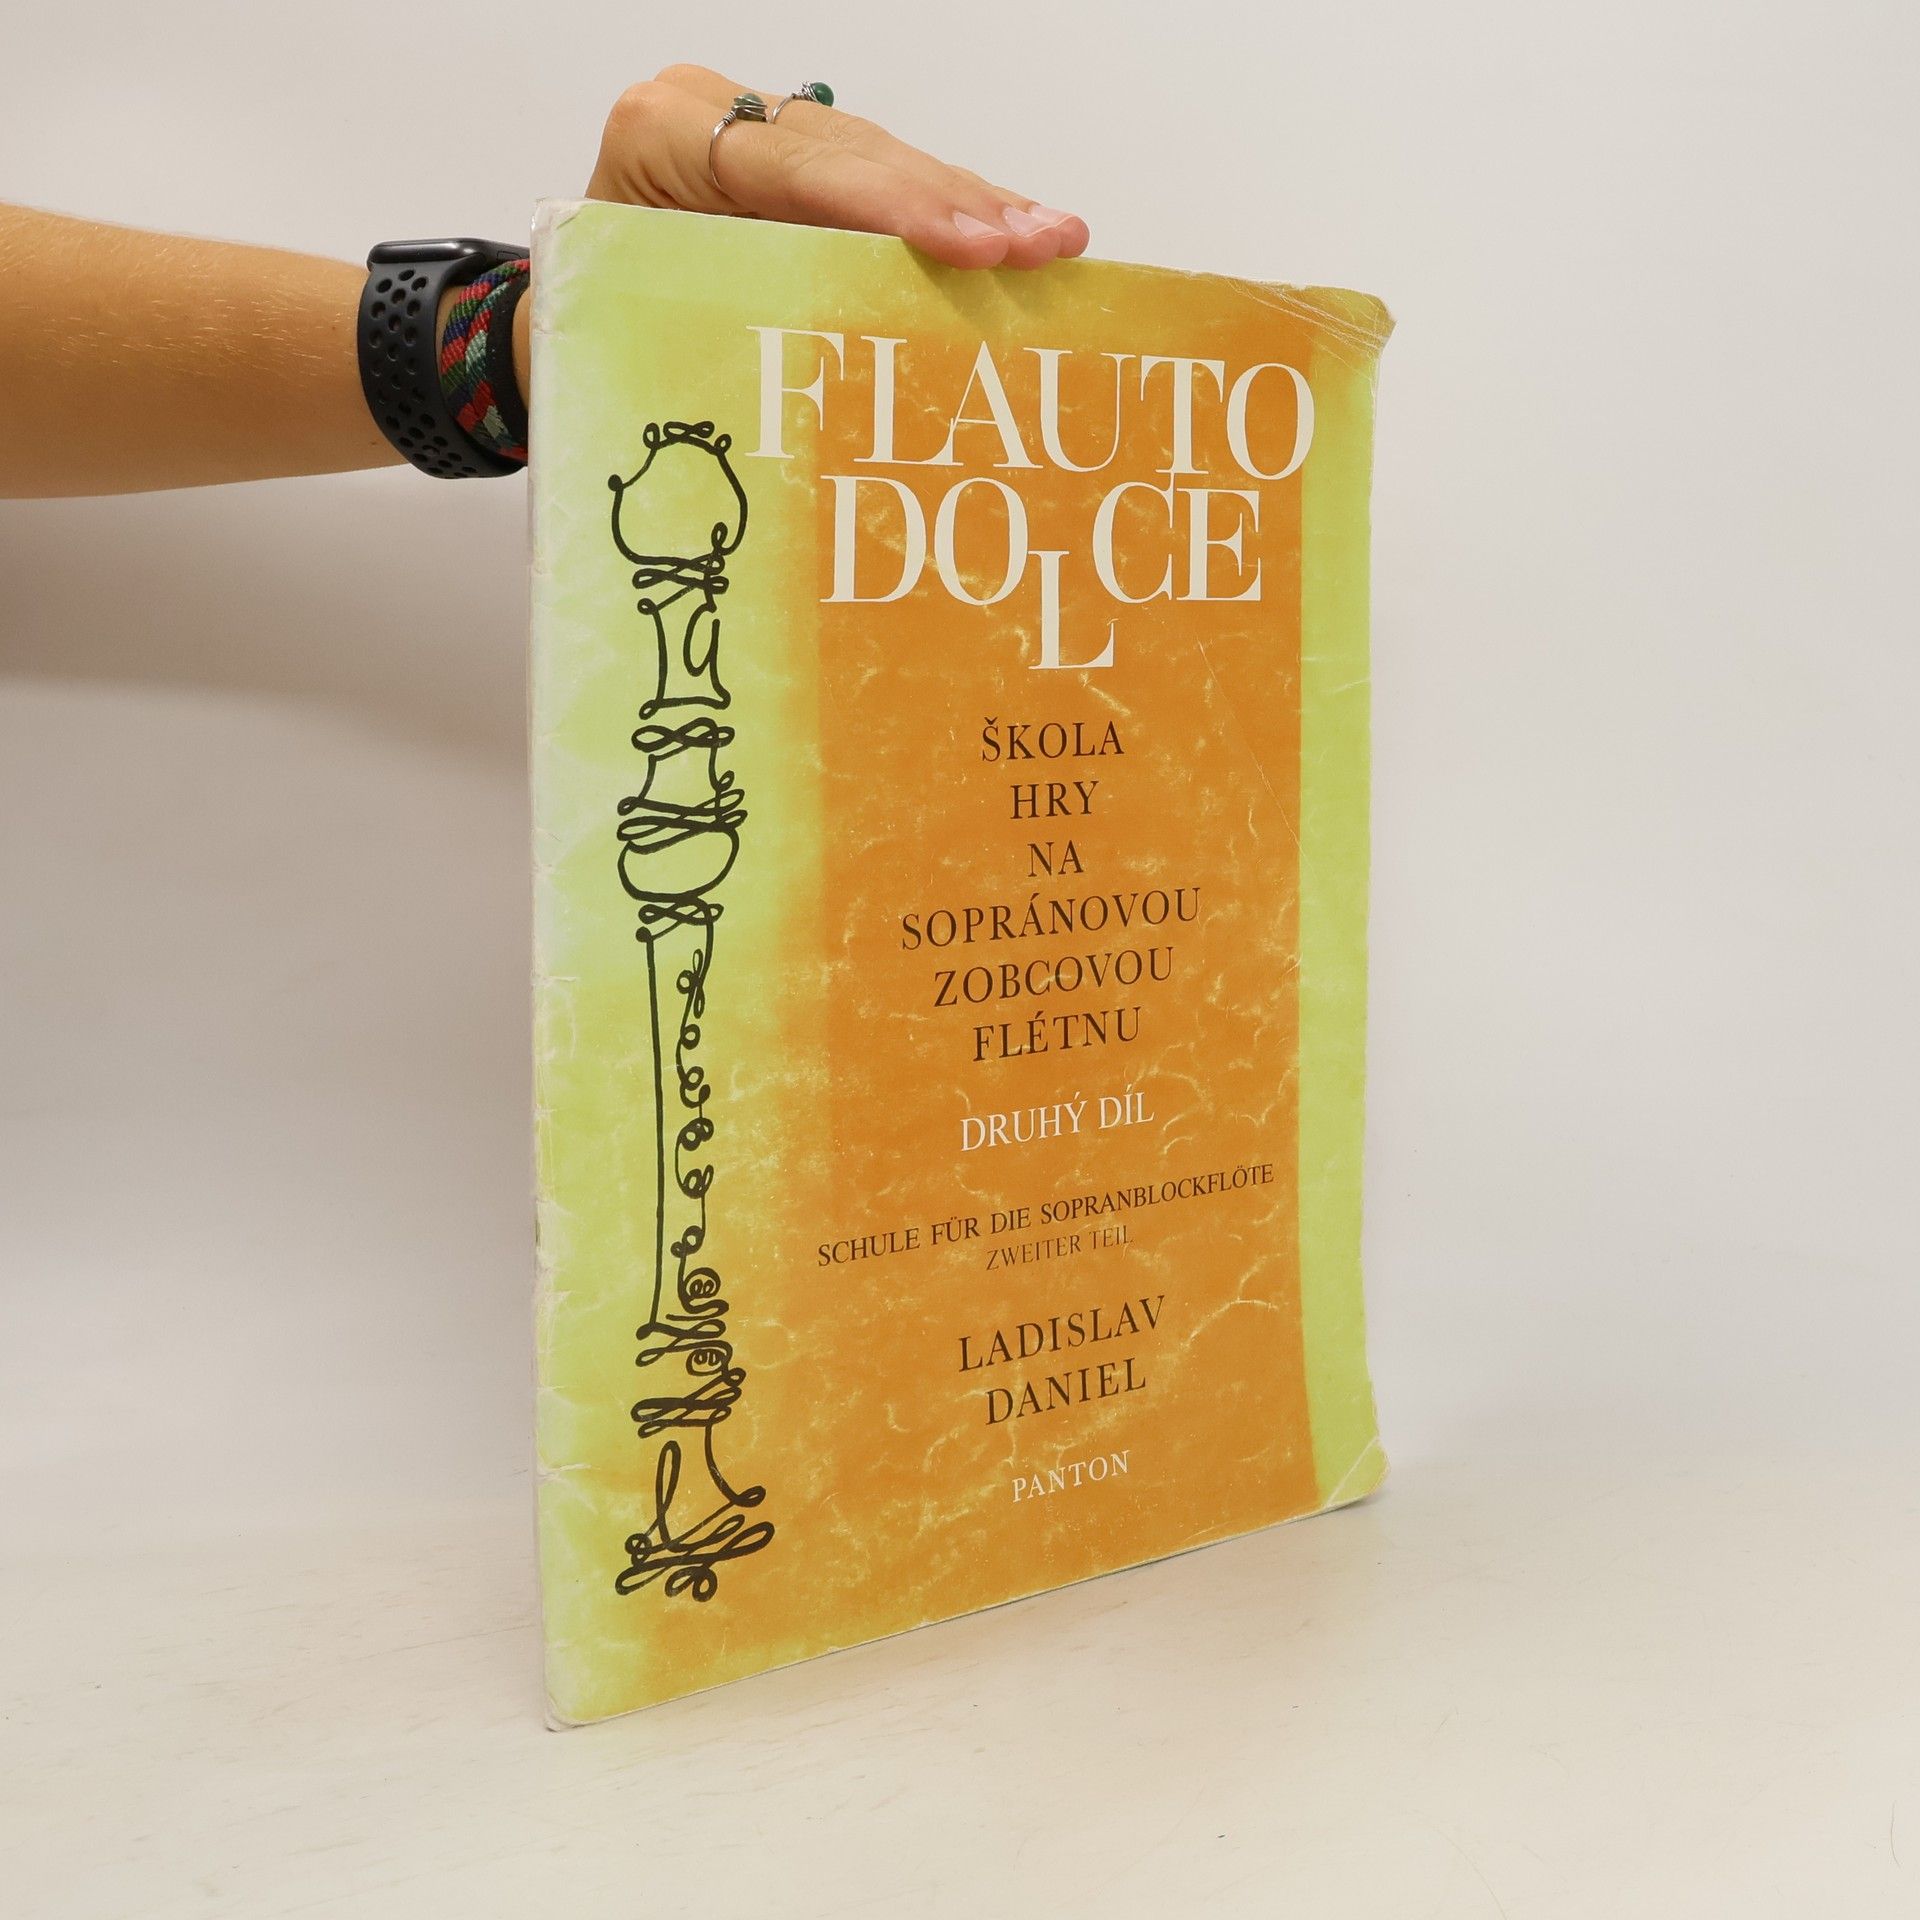 FLAUTO
DOLCE
ŠKOLA
HRY
NA
SOPRÁNOVOU
ZOBCOVOU
FLÉTNU
DRUHÝ DÍL
SCHULE FÜR DIE SOPRANBLOCKFLÖTE
ZWEITER TEIL
LADISLAV
DANIEL
PANTON